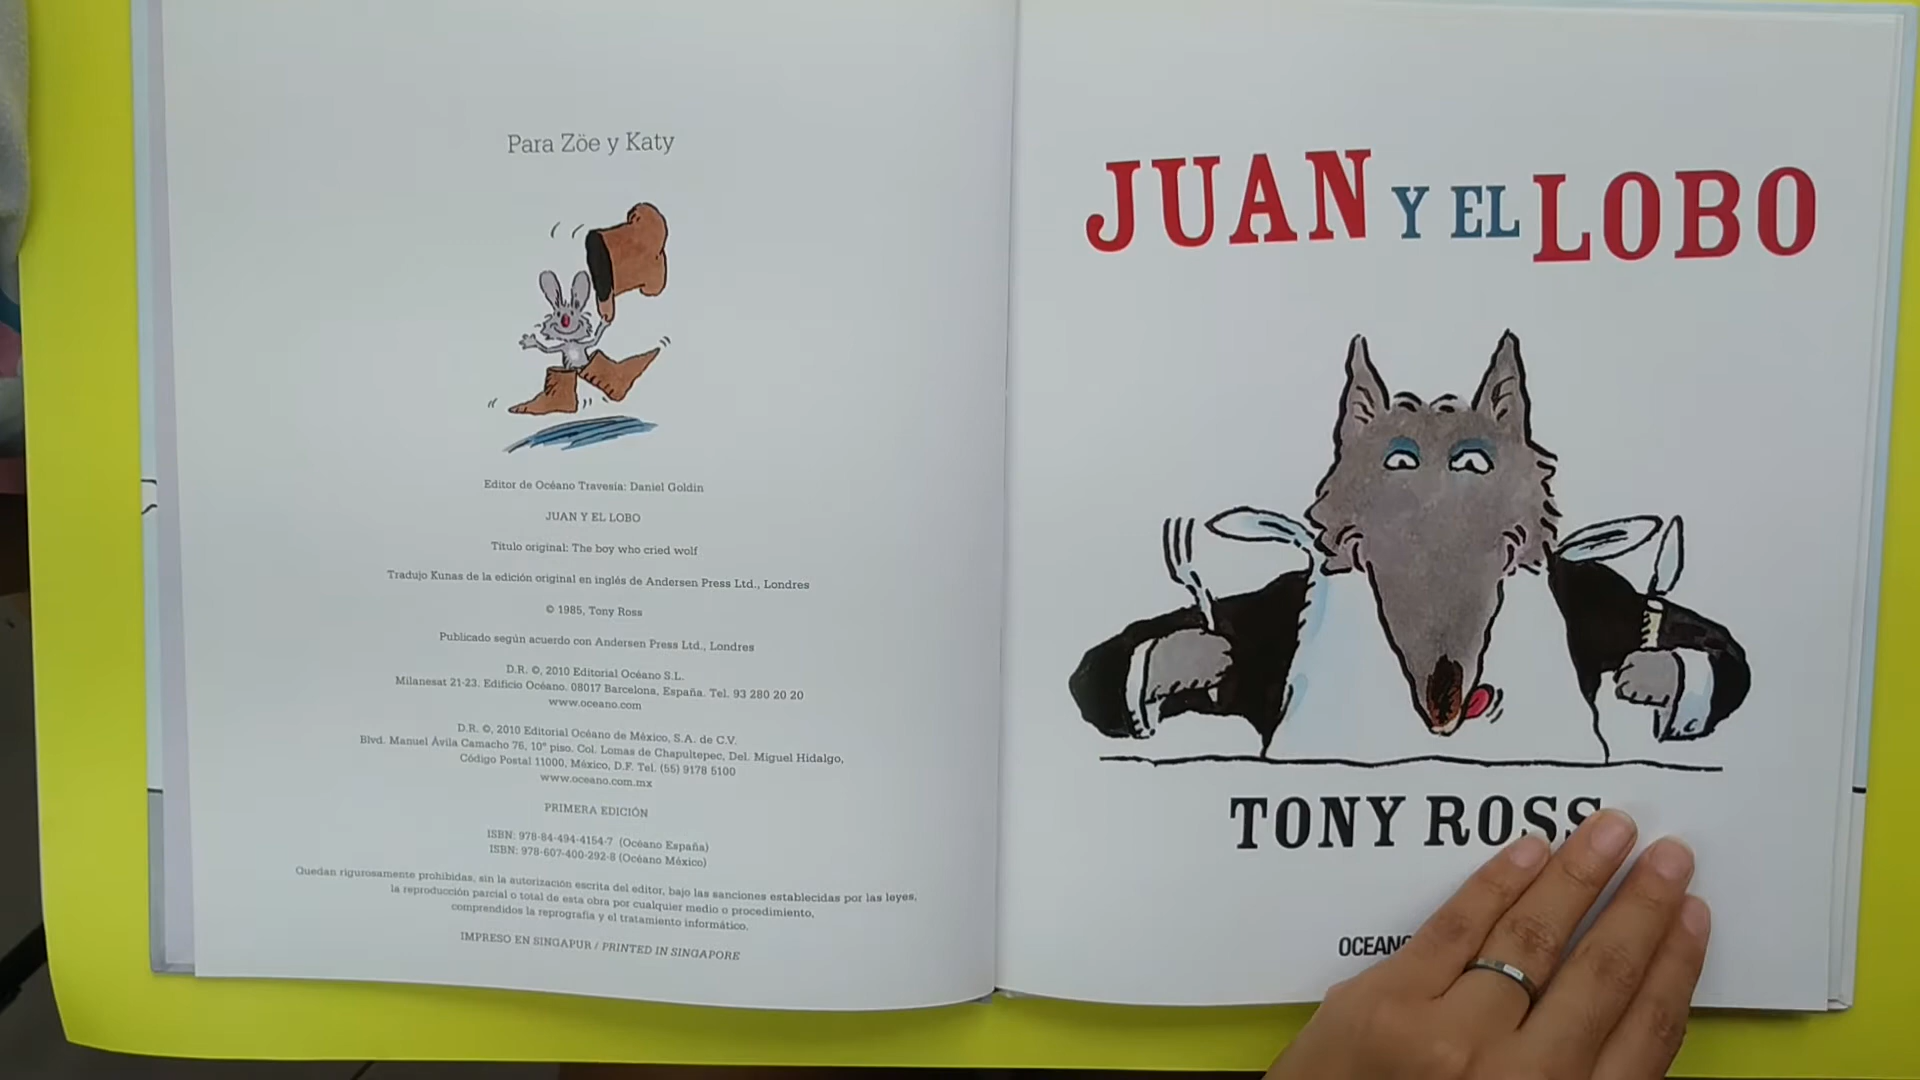 Para Zöe y Katy
Editor de Océano Travesía: Daniel Goldin
JUAN Y EL LOBO
Título original: The boy who cried wolf
Tradujo Kunas de la edición original en inglés de Andersen Press Ltd., Londres
© 1985, Tony Ross
Publicado según acuerdo con Andersen Press Ltd., Londres
D.R. ©, 2010 Editorial Océano S.L.
Milanesat 21-23. Edificio Océano. 08017 Barcelona, España. Tel. 93 280 20 20
www.oceano.com
D.R. ©, 2010 Editorial Océano de México, S.A. de C.V.
Blvd. Manuel Ávila Camacho 76, 10º piso. Col. Lomas de Chapultepec, Del. Miguel Hidalgo,
Código Postal 11000, México, D.F. Tel. (55) 9178 5100
www.oceano.com.mx
PRIMERA EDICIÓN
ISBN: 978-84-494-4154-7 (Océano España)
ISBN: 978-607-400-292-8 (Océano México)
Quedan rigurosamente prohibidas, sin la autorización escrita del editor, bajo las sanciones establecidas por las leyes,
la reproducción parcial o total de esta obra por cualquier medio o procedimiento,
comprendidos la reprografía y el tratamiento informático.
IMPRESO EN SINGAPUR / PRINTED IN SINGAPORE
JUAN Y EL LOBO
TONY ROSS